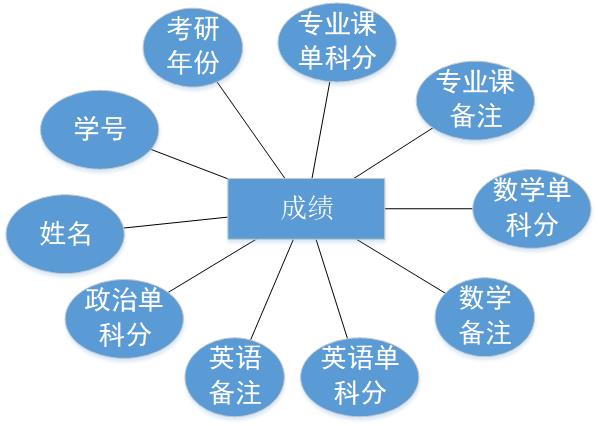 考研
年份
专业课
单科分
专业课
备注
学号
数学单
科分
成绩
姓名
政治单
科分
数学
备注
英语
备注
英语单
科分